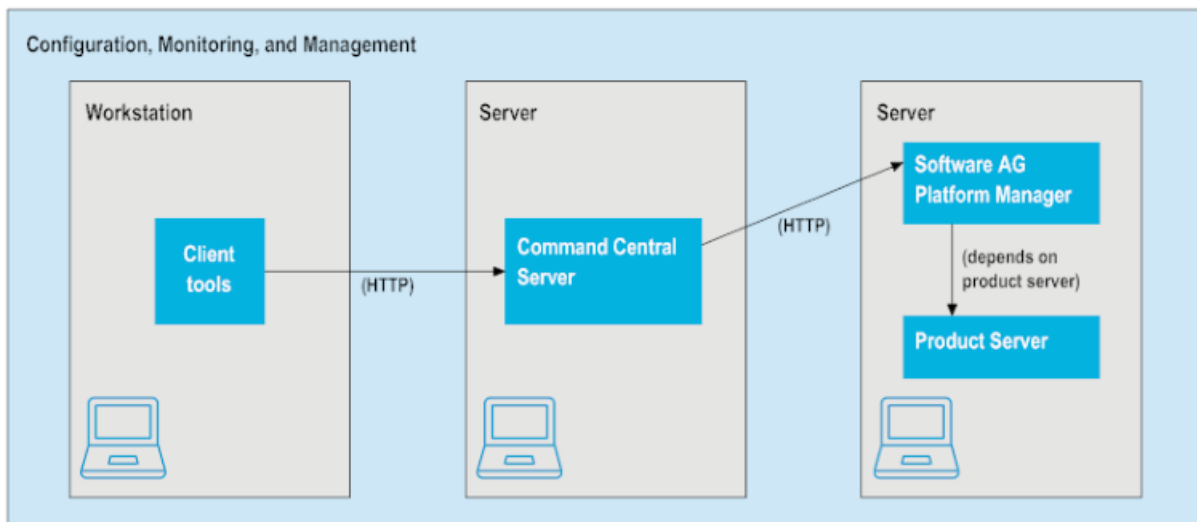 Configuration, Monitoring, and Management
Workstation
Client
tools
(HTTP)
Server
Command Central
Server
(HTTP)
Server
Software AG
Platform Manager
(depends on
product server)
Product Server